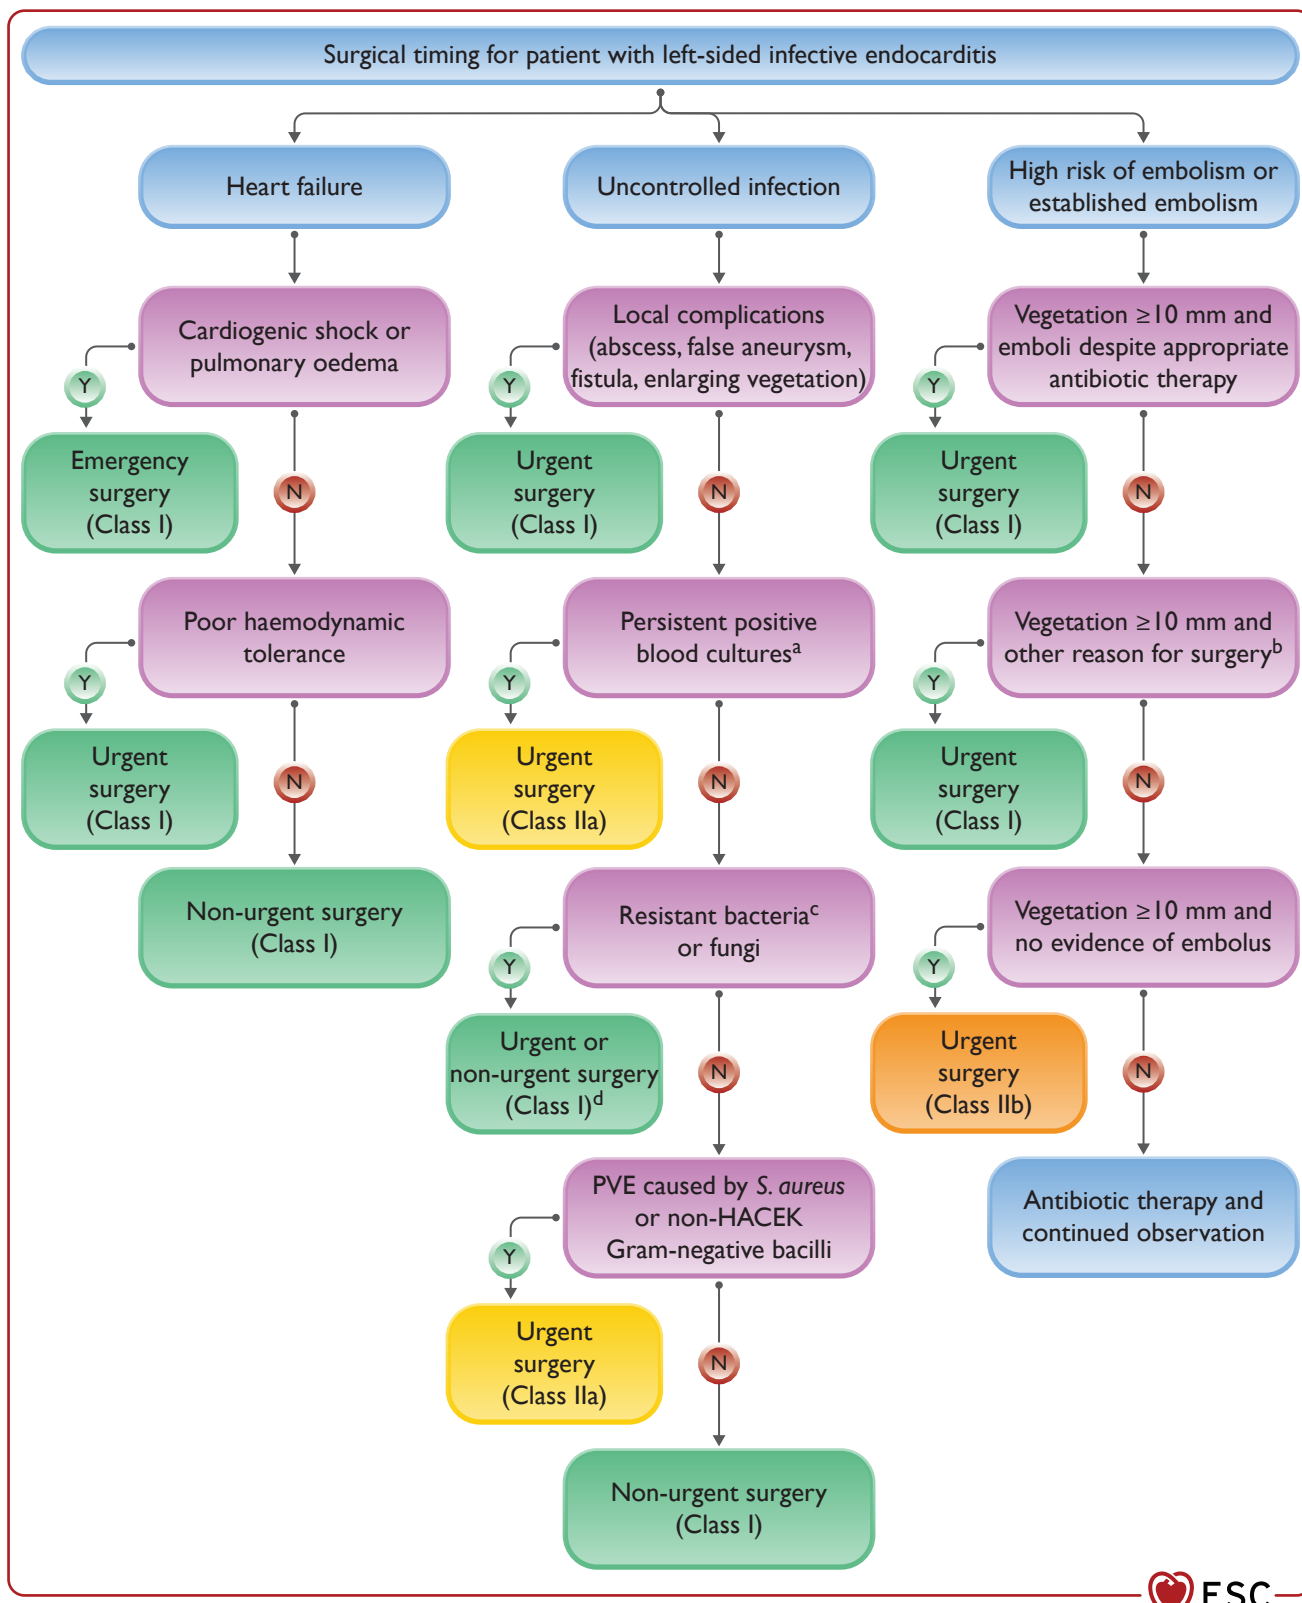 Surgical timing for patient with left-sided infective endocarditis
Heart failure
Uncontrolled infection
High risk of embolism or
established embolism
Cardiogenic shock or
pulmonary oedema
Y
Emergency
surgery
(Class I)
N
Poor haemodynamic
tolerance
Y
Urgent
surgery
(Class I)
N
Non-urgent surgery
(Class I)
Local complications
(abscess, false aneurysm,
fistula, enlarging vegetation)
Y
Urgent
surgery
(Class I)
N
Persistent positive
blood culturesᵃ
Y
Urgent
surgery
(Class IIa)
N
Resistant bacteriaᶜ
or fungi
Y
Urgent or
non-urgent surgery
(Class I)ᵈ
N
PVE caused by S. aureus
or non-HACEK
Gram-negative bacilli
Y
Urgent
surgery
(Class IIa)
N
Non-urgent surgery
(Class I)
Vegetation ≥10 mm and
emboli despite appropriate
antibiotic therapy
Y
Urgent
surgery
(Class I)
N
Vegetation ≥10 mm and
other reason for surgeryᵇ
Y
Urgent
surgery
(Class I)
N
Vegetation ≥10 mm and
no evidence of embolus
Y
Urgent
surgery
(Class IIb)
N
Antibiotic therapy and
continued observation
ESC